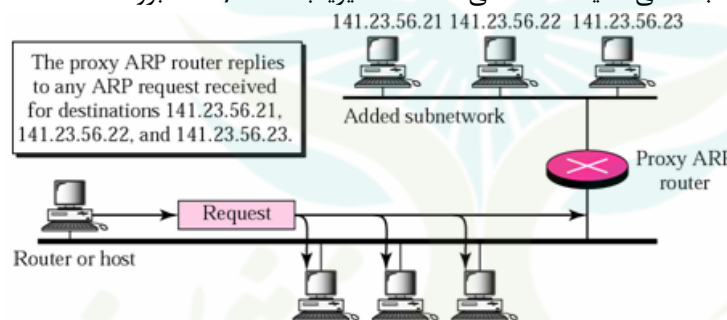 141.23.56.21 141.23.56.22 141.23.56.23
The proxy ARP router replies
to any ARP request received
for destinations 141.23.56.21,
141.23.56.22, and 141.23.56.23.
Added subnetwork
Proxy ARP
router
Request
Router or host